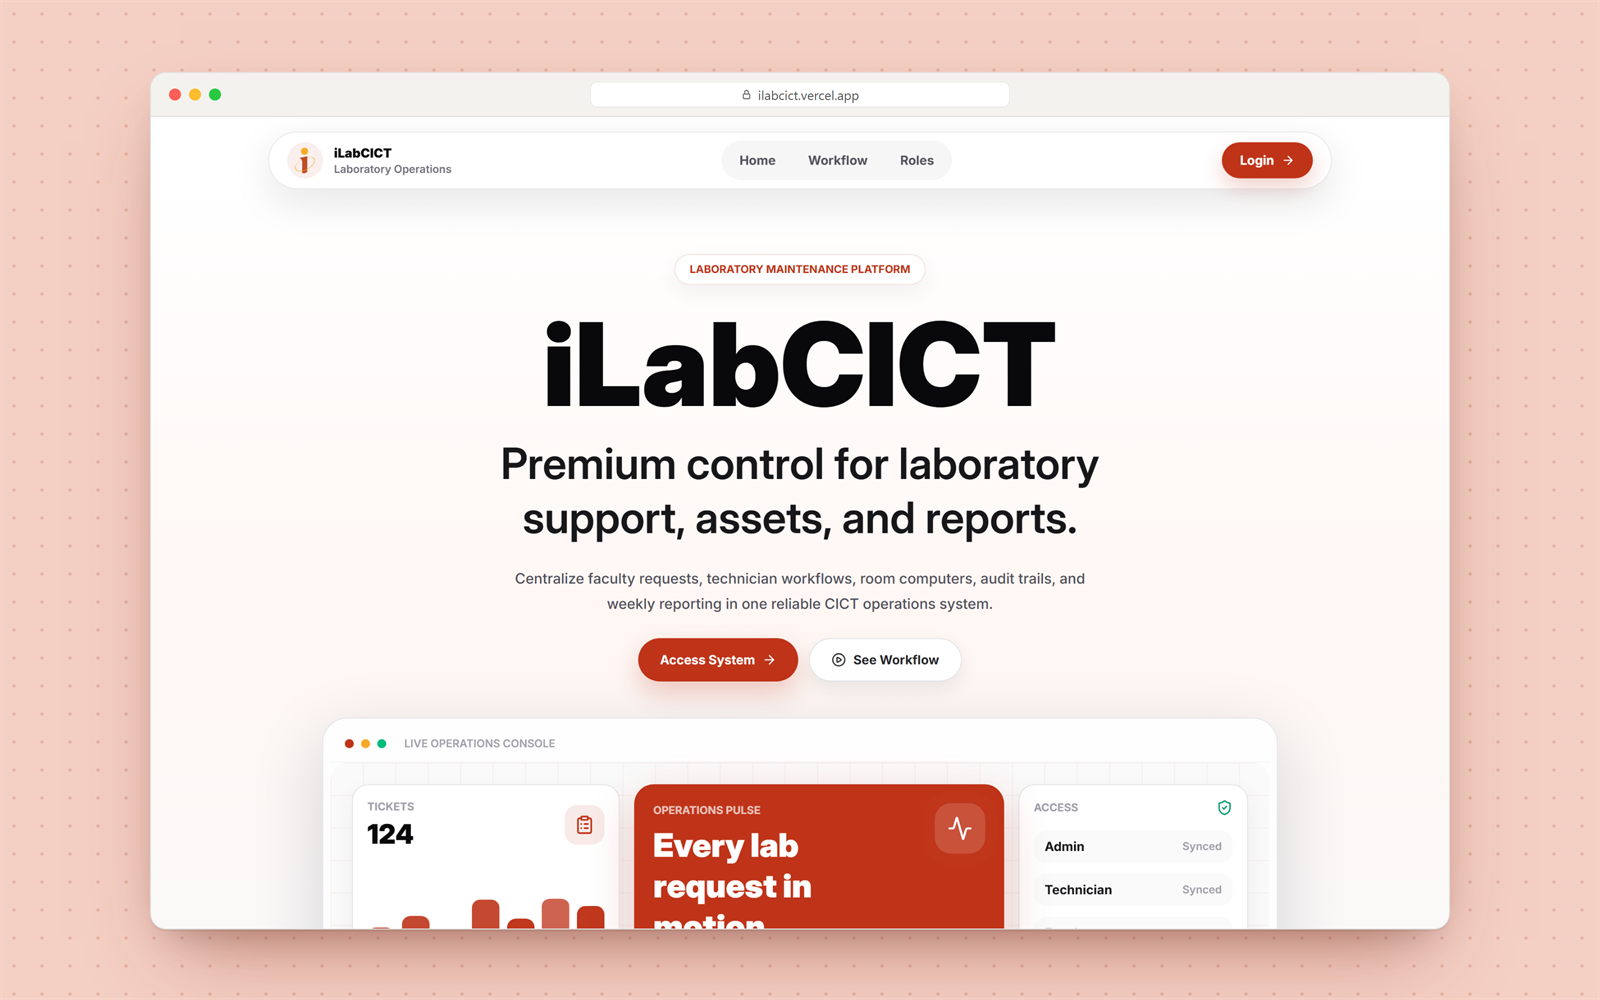 ilabcict.vercel.app
iLabCICT
Laboratory Operations
Home
Workflow
Roles
Login
LABORATORY MAINTENANCE PLATFORM
iLabCICT
Premium control for laboratory
support, assets, and reports.
Centralize faculty requests, technician workflows, room computers, audit trails, and
weekly reporting in one reliable CICT operations system.
Access System
See Workflow
LIVE OPERATIONS CONSOLE
TICKETS
124
OPERATIONS PULSE
Every lab
request in
motion
ACCESS
Admin
Synced
Technician
Synced